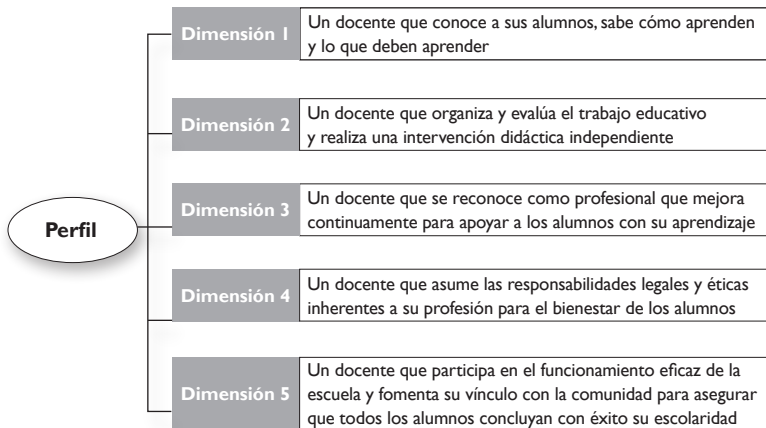 Perfil
Dimensión 1
Un docente que conoce a sus alumnos, sabe cómo aprenden
y lo que deben aprender
Dimensión 2
Un docente que organiza y evalúa el trabajo educativo
y realiza una intervención didáctica independiente
Dimensión 3
Un docente que se reconoce como profesional que mejora
continuamente para apoyar a los alumnos con su aprendizaje
Dimensión 4
Un docente que asume las responsabilidades legales y éticas
inherentes a su profesión para el bienestar de los alumnos
Dimensión 5
Un docente que participa en el funcionamiento eficaz de la
escuela y fomenta su vínculo con la comunidad para asegurar
que todos los alumnos concluyan con éxito su escolaridad